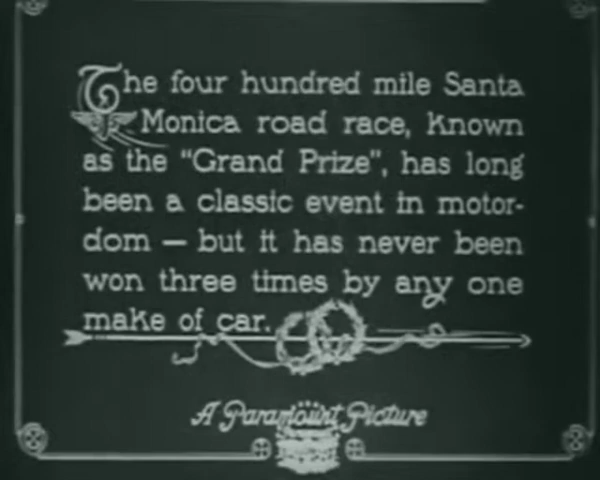 The four hundred mile Santa
Monica road race, known
as the "Grand Prize", has long
been a classic event in motor-
dom — but it has never been
won three times by any one
make of car.
A Paramount Picture